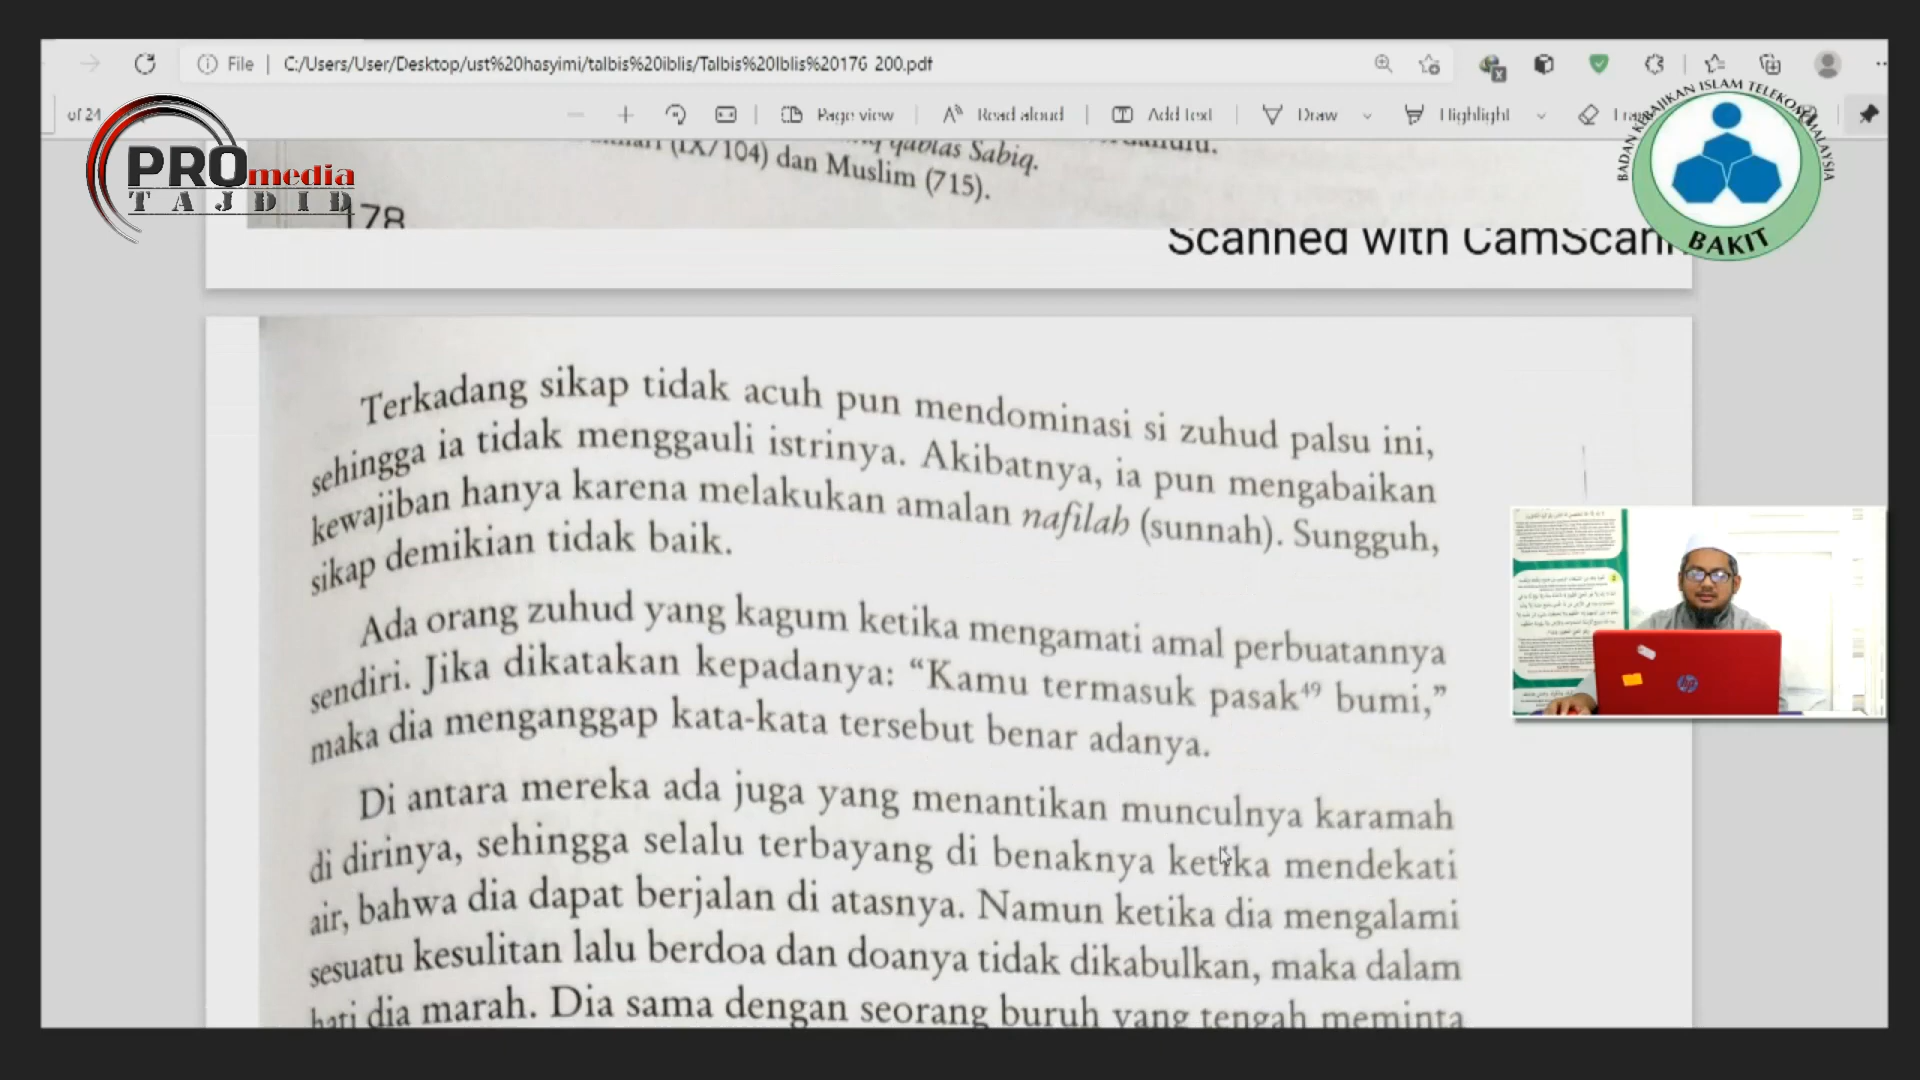 File | C:/Users/User/Desktop/ust%20hasyimi/talbis%20iblis/Talbis%20Iblis%20176 200.pdf
of 24
Page view
Read aloud
Add text
Draw
Highlight
PROmedia
TAJDID
BADAN KEBAJIKAN ISLAM TELEKOM MALAYSIA
BAKIT
qablas Sabiq.
(IX/104) dan Muslim (715).
178
Scanned with CamScann
Terkadang sikap tidak acuh pun mendominasi si zuhud palsu ini,
sehingga ia tidak menggauli istrinya. Akibatnya, ia pun mengabaikan
kewajiban hanya karena melakukan amalan nafilah (sunnah). Sungguh,
sikap demikian tidak baik.
Ada orang zuhud yang kagum ketika mengamati amal perbuatannya
sendiri. Jika dikatakan kepadanya: “Kamu termasuk pasak⁴⁹ bumi,”
maka dia menganggap kata-kata tersebut benar adanya.
Di antara mereka ada juga yang menantikan munculnya karamah
di dirinya, sehingga selalu terbayang di benaknya ketika mendekati
air, bahwa dia dapat berjalan di atasnya. Namun ketika dia mengalami
sesuatu kesulitan lalu berdoa dan doanya tidak dikabulkan, maka dalam
hati dia marah. Dia sama dengan seorang buruh yang tengah meminta
hp